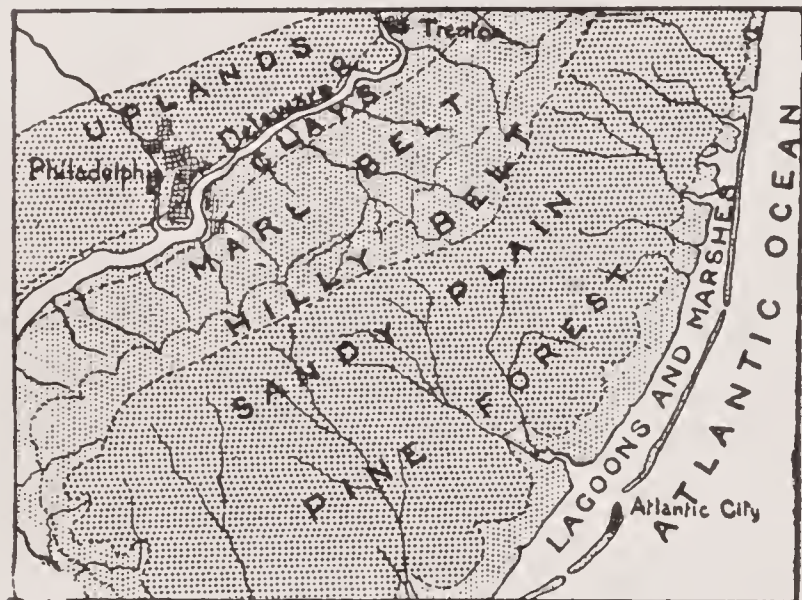 Trenton
UPLANDS
Delaware R
CLAYS
Philadelphia
MARL BELT
HILLY BELT
SANDY PLAIN
PINE FOREST
LAGOONS AND MARSHES
ATLANTIC OCEAN
Atlantic City